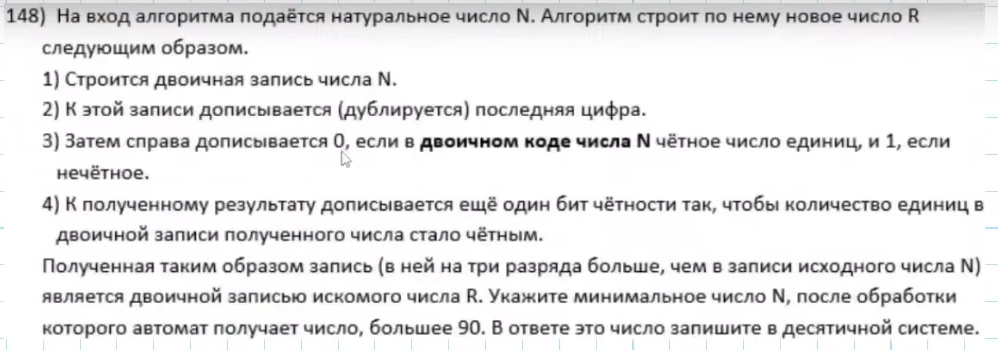 148) На вход алгоритма подаётся натуральное число N. Алгоритм строит по нему новое число R
следующим образом.
1) Строится двоичная запись числа N.
2) К этой записи дописывается (дублируется) последняя цифра.
3) Затем справа дописывается 0, если в двоичном коде числа N чётное число единиц, и 1, если
нечётное.
4) К полученному результату дописывается ещё один бит чётности так, чтобы количество единиц в
двоичной записи полученного числа стало чётным.
Полученная таким образом запись (в ней на три разряда больше, чем в записи исходного числа N)
является двоичной записью искомого числа R. Укажите минимальное число N, после обработки
которого автомат получает число, большее 90. В ответе это число запишите в десятичной системе.